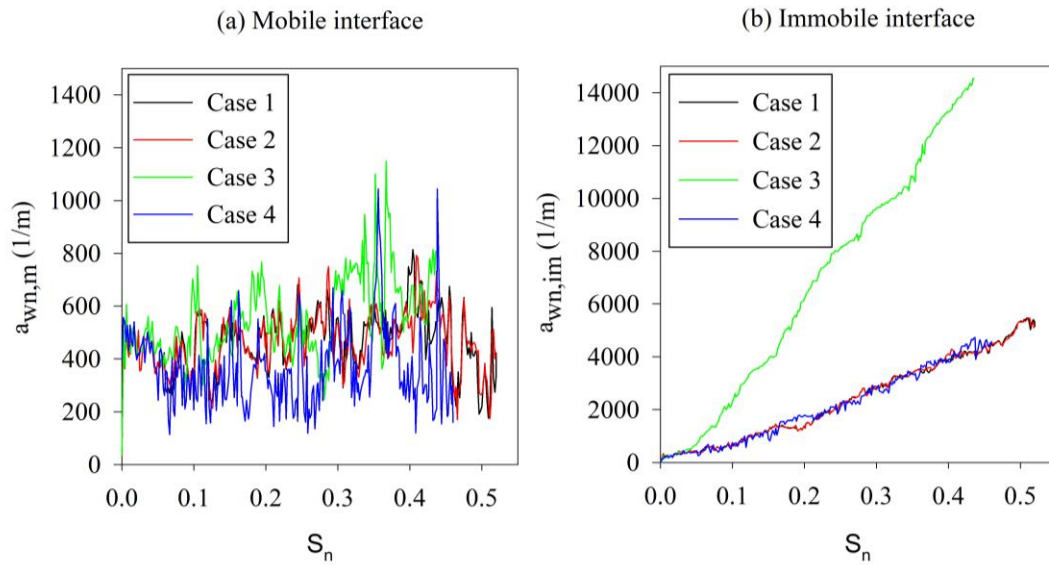 (a) Mobile interface
1400
1200
1000
800
600
400
200
0
a_wn,m (1/m)
Case 1
Case 2
Case 3
Case 4
0.0 0.1 0.2 0.3 0.4 0.5
S_n
(b) Immobile interface
14000
12000
10000
8000
6000
4000
2000
0
a_wn,im (1/m)
Case 1
Case 2
Case 3
Case 4
0.0 0.1 0.2 0.3 0.4 0.5
S_n